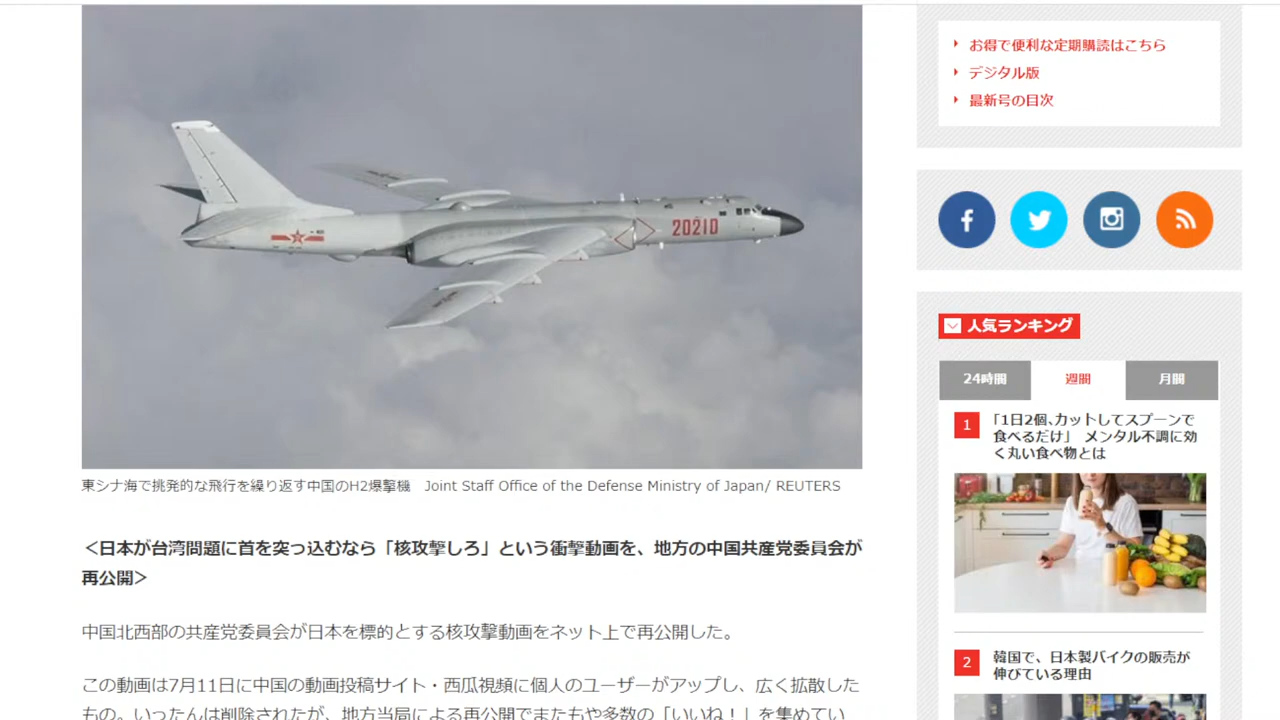 20210
東シナ海で挑発的な飛行を繰り返す中国のH2爆撃機　Joint Staff Office of the Defense Ministry of Japan/ REUTERS
＜日本が台湾問題に首を突っ込むなら「核攻撃しろ」という衝撃動画を、地方の中国共産党委員会が
再公開＞
中国北西部の共産党委員会が日本を標的とする核攻撃動画をネット上で再公開した。
この動画は7月11日に中国の動画投稿サイト・西瓜視頻に個人のユーザーがアップし、広く拡散した
もの。いったんは削除されたが、地方当局による再公開でまたもや多数の「いいね！」を集めてい
お得で便利な定期購読はこちら
デジタル版
最新号の目次
人気ランキング
24時間
週間
月間
1
「1日2個、カットしてスプーンで
食べるだけ」 メンタル不調に効
く丸い食べ物とは
2
韓国で、日本製バイクの販売が
伸びている理由